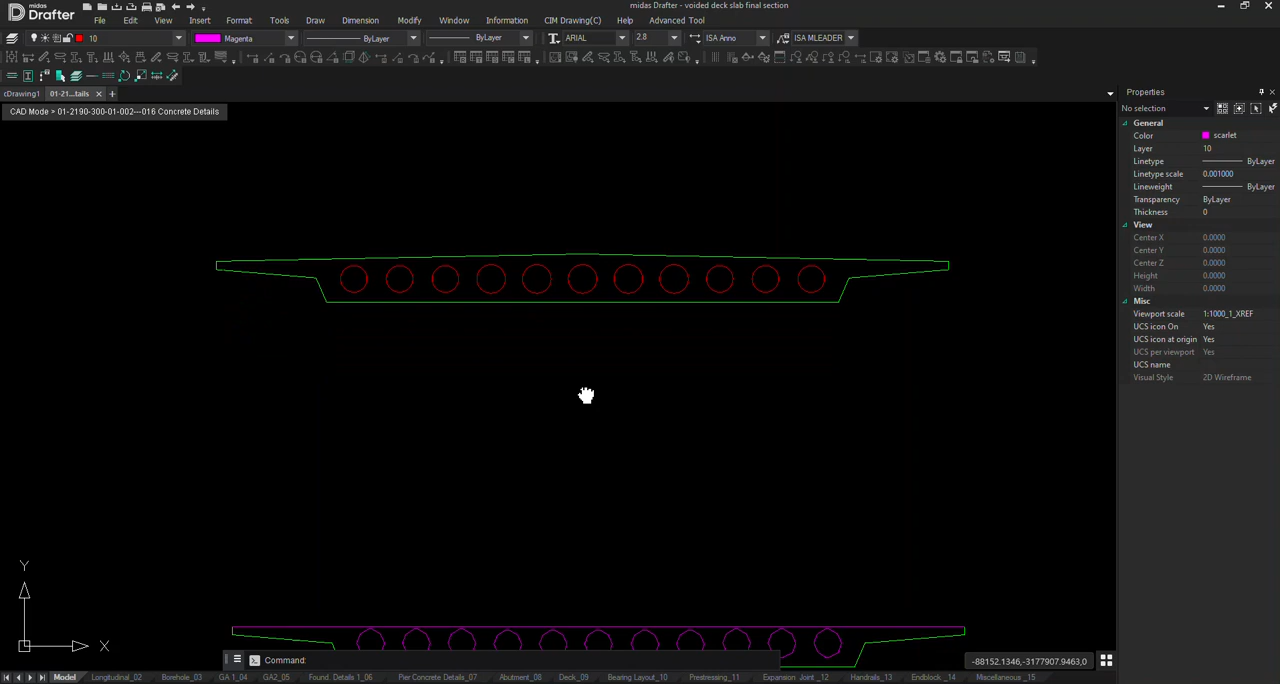 midas
Drafter
midas Drafter - voided deck slab final section
File Edit View Insert Format Tools Draw Dimension Modify Window Information CIM Drawing(C) Help Advanced Tool
10 Magenta ByLayer ByLayer ARIAL 2.8 ISA Anno ISA MLEADER
cDrawing1 01-21...tails
CAD Mode > 01-2190-300-01-002---016 Concrete Details
Properties
No selection
General
Color scarlet
Layer 10
Linetype ByLayer
Linetype scale 0.001000
Lineweight ByLayer
Transparency ByLayer
Thickness 0
View
Center X 0.0000
Center Y 0.0000
Center Z 0.0000
Height 0.0000
Width 0.0000
Misc
Viewport scale 1:1000_1_XREF
UCS icon On Yes
UCS icon at origin Yes
UCS per viewport Yes
UCS name
Visual Style 2D Wireframe
Y
X
Command:
-88152.1346,-3177907.9463,0
Model Longitudinal_02 Borehole_03 GA 1_04 GA2_05 Found. Details 1_06 Pier Concrete Details_07 Abutment_08 Deck_09 Bearing Layout_10 Prestressing_11 Expansion Joint _12 Handrails_13 Endblock _14 Miscellaneous _15